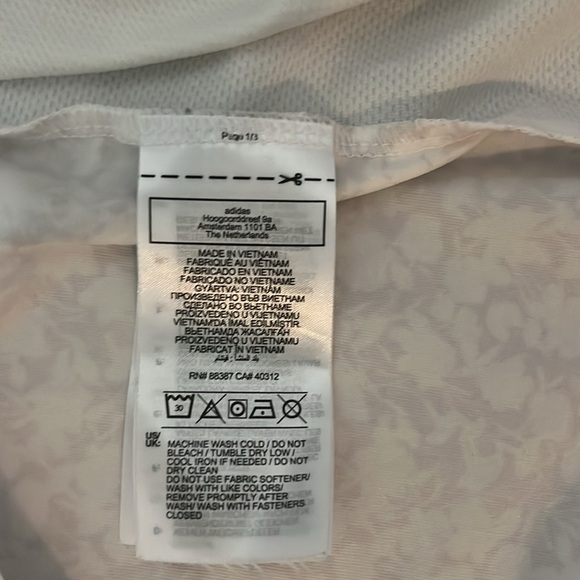 Page 1/3
adidas
Hoogoorddreef 9a
Amsterdam 1101 BA
The Netherlands
MADE IN VIETNAM
FABRIQUÉ AU VIÊTNAM
FABRICADO EN VIETNAM
FABRICADO NO VIETNAME
GYÁRTVA: VIETNÁM
ПРОИЗВЕДЕНО ВЪВ ВИЕТНАМ
СДЕЛАНО ВО ВЬЕТНАМЕ
PROIZVEDENO U VIJETNAMU
VIETNAM'DA İMAL EDİLMİŞTİR.
ВЬЕТНАМДА ЖАСАЛҒАН
PROIZVEDENO U VIJETNAMU
FABRICAT ÎN VIETNAM
RN# 88387 CA# 40312
30
US/
UK:
MACHINE WASH COLD / DO NOT
BLEACH / TUMBLE DRY LOW /
COOL IRON IF NEEDED / DO NOT
DRY CLEAN
DO NOT USE FABRIC SOFTENER/
WASH WITH LIKE COLORS/
REMOVE PROMPTLY AFTER
WASH/ WASH WITH FASTENERS
CLOSED